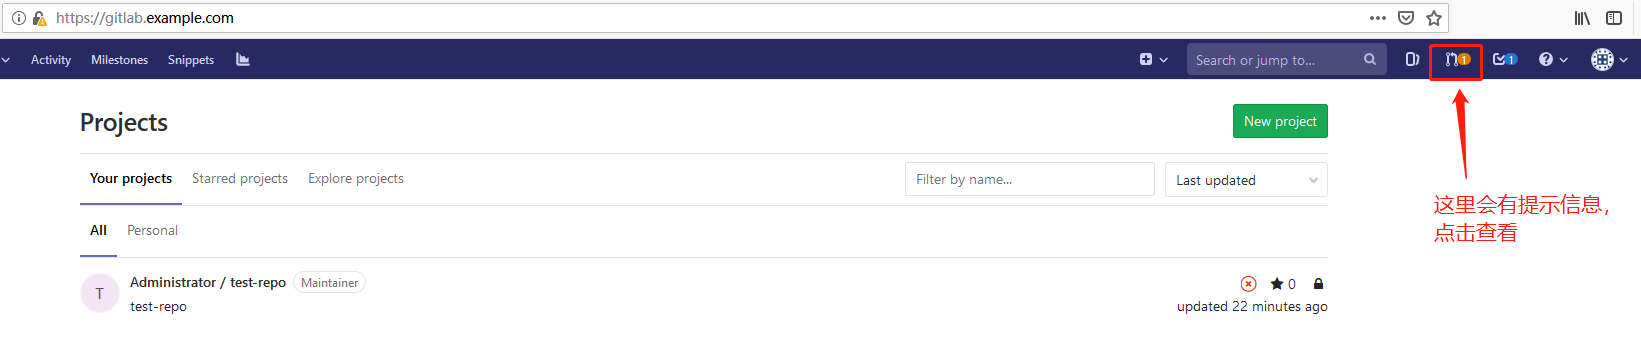 https://gitlab.example.com
Activity Milestones Snippets Search or jump to... 1 1
Projects
New project
Your projects Starred projects Explore projects Filter by name... Last updated
这里会有提示信息，
点击查看
All Personal
T Administrator / test-repo Maintainer 0
test-repo updated 22 minutes ago